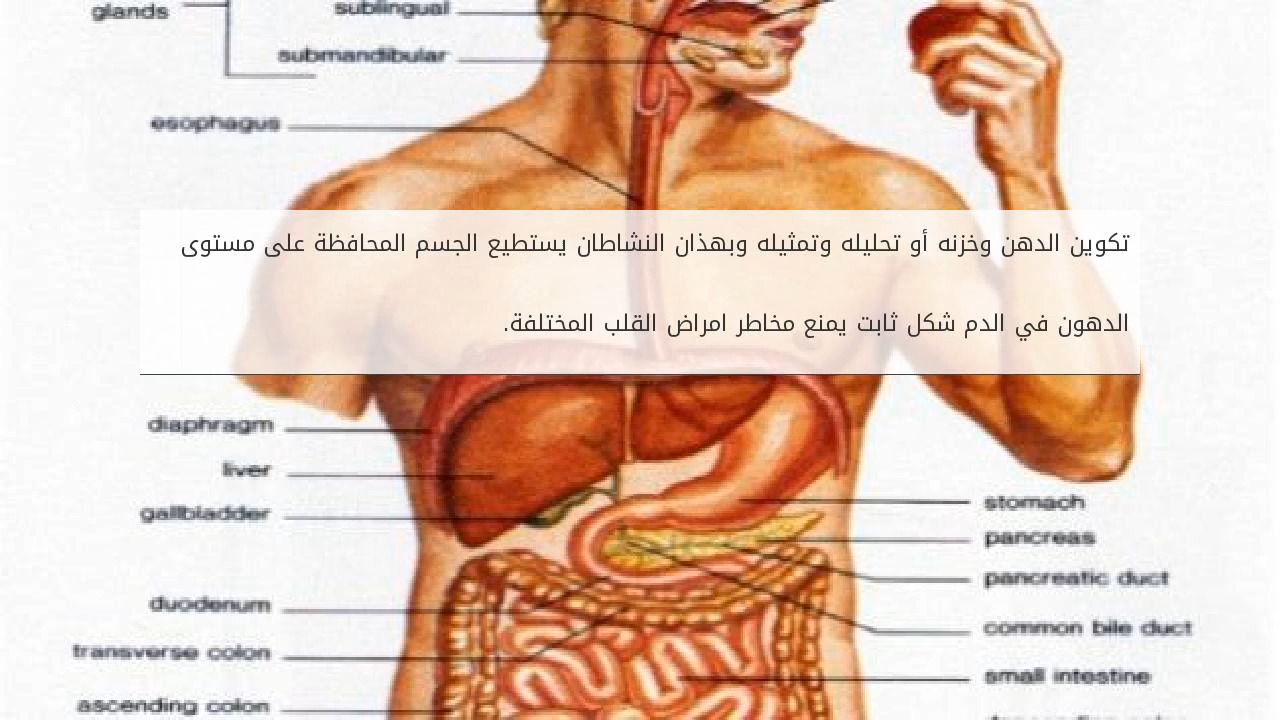 glands
sublingual
submandibular
esophagus
تكوين الدهن وخزنه أو تحليله وتمثيله وبهذان النشاطان يستطيع الجسم المحافظة على مستوى
الدهون في الدم شكل ثابت يمنع مخاطر امراض القلب المختلفة.
diaphragm
liver
gallbladder
stomach
pancreas
pancreatic duct
duodenum
common bile duct
transverse colon
small intestine
ascending colon